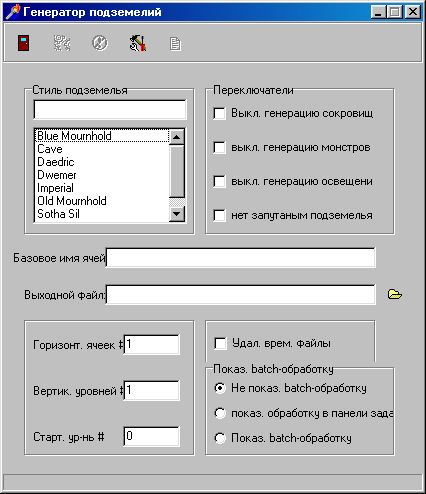 Генератор подземелий
Стиль подземелья
Blue Mournhold
Cave
Daedric
Dwemer
Imperial
Old Mournhold
Sotha Sil
Переключатели
Выкл. генерацию сокровищ
выкл. генерацию монстров
выкл. генерацию освещени
нет запутаным подземелья
Базовое имя ячей
Выходной файл:
Горизонт. ячеек #
1
Вертик. уровней #
1
Старт. ур-нь #
0
Удал. врем. файлы
Показ. batch-обработку
Не показ. batch-обработку
показ. обработку в панели зада
Показ. batch-обработку